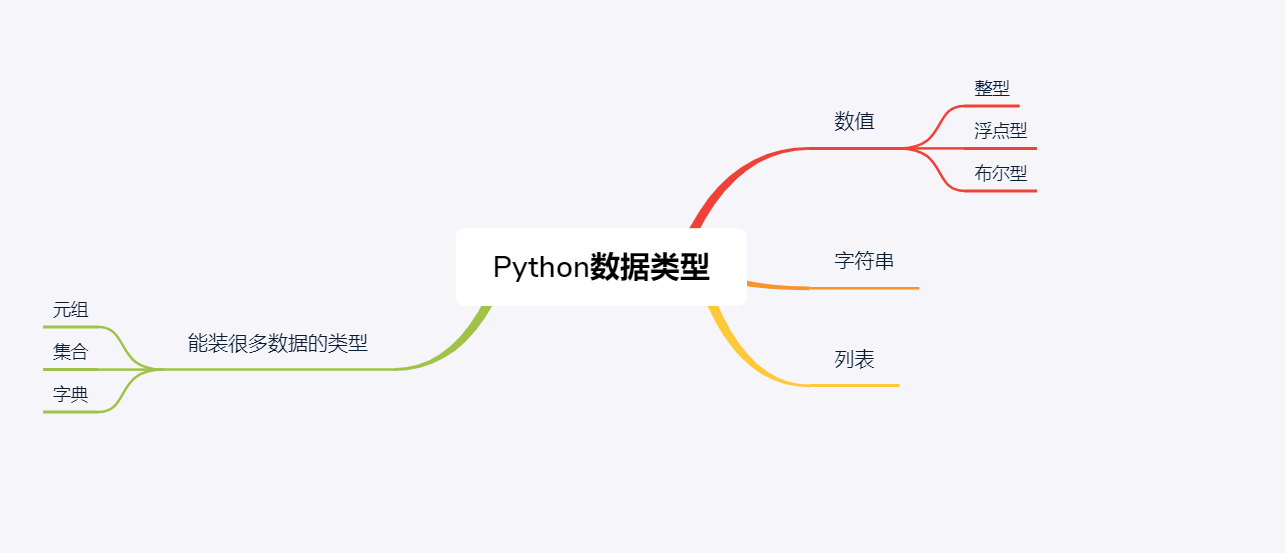 Python数据类型
数值
整型
浮点型
布尔型
字符串
列表
能装很多数据的类型
元组
集合
字典